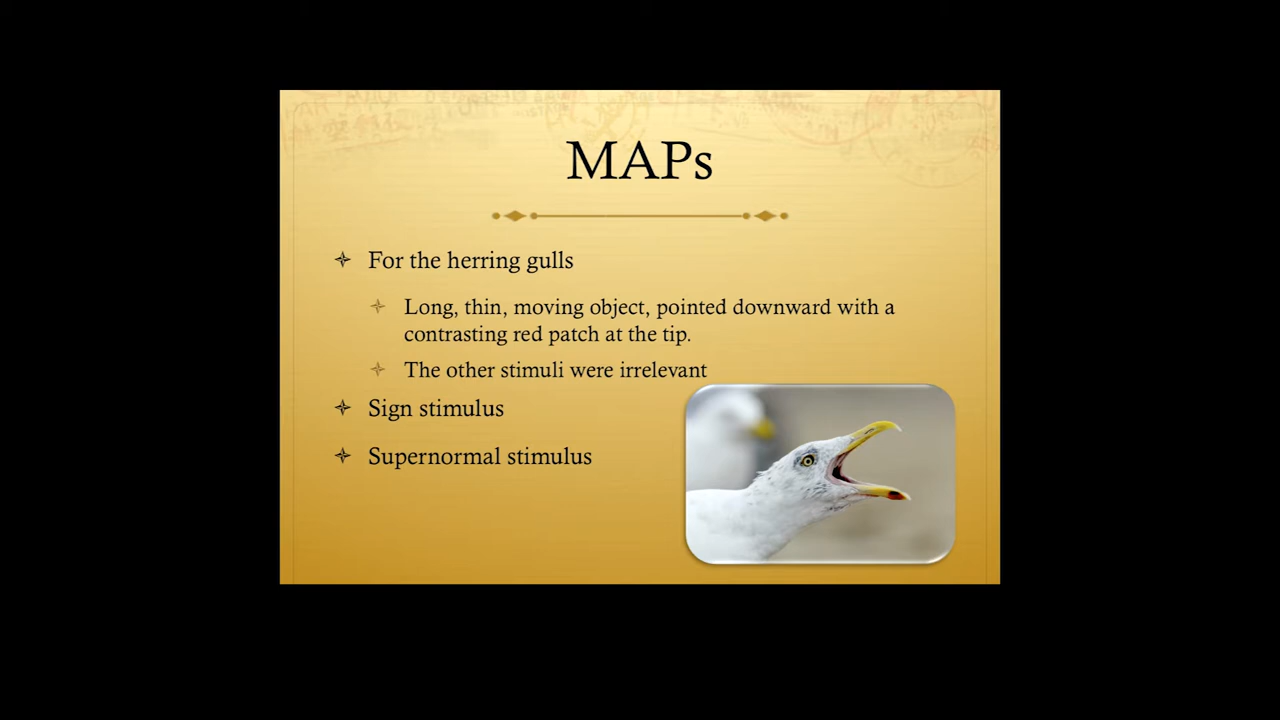 MAPs
For the herring gulls
Long, thin, moving object, pointed downward with a
contrasting red patch at the tip.
The other stimuli were irrelevant
Sign stimulus
Supernormal stimulus